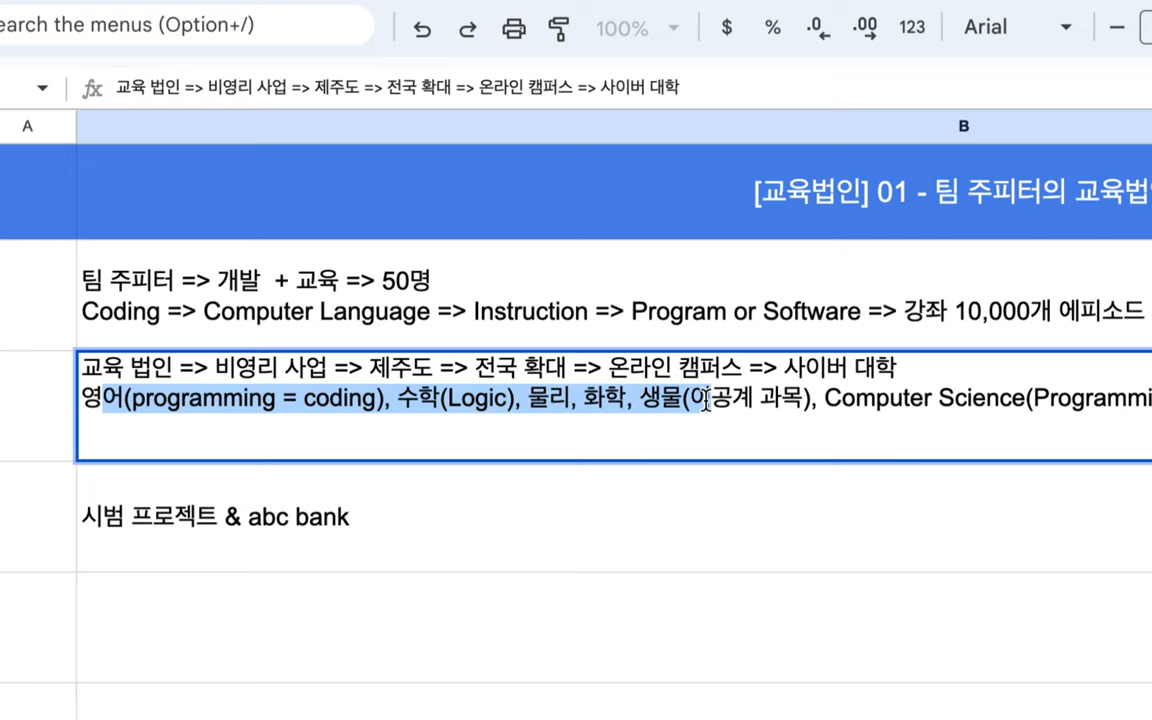 earch the menus (Option+/)
100%
$ % .0 .00 123 Arial
fx 교육 법인 => 비영리 사업 => 제주도 => 전국 확대 => 온라인 캠퍼스 => 사이버 대학
A B
[교육법인] 01 - 팀 주피터의 교육법
팀 주피터 => 개발 + 교육 => 50명
Coding => Computer Language => Instruction => Program or Software => 강좌 10,000개 에피소드
교육 법인 => 비영리 사업 => 제주도 => 전국 확대 => 온라인 캠퍼스 => 사이버 대학
영어(programming = coding), 수학(Logic), 물리, 화학, 생물(이공계 과목), Computer Science(Programmi
시범 프로젝트 & abc bank